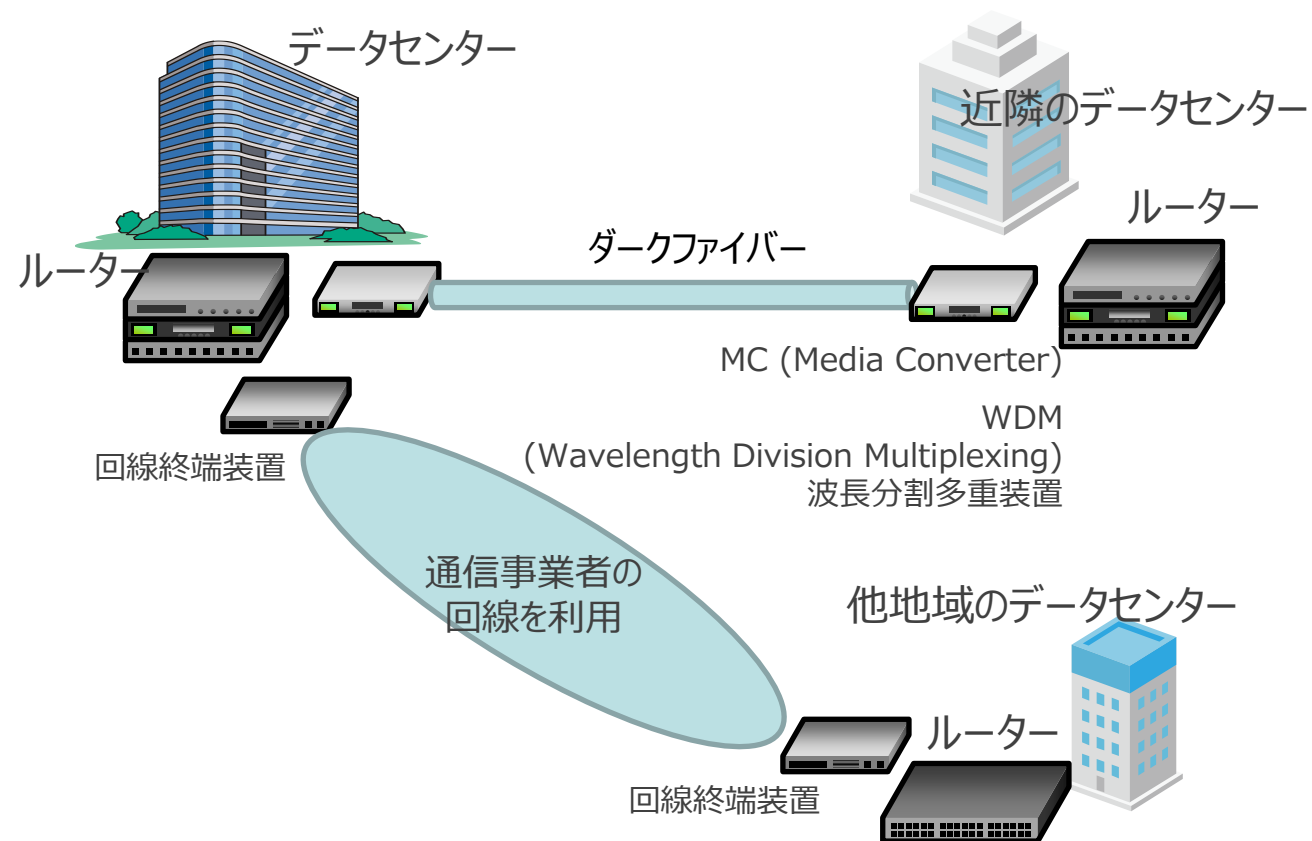 データセンター
近隣のデータセンター
ルーター
ダークファイバー
ルーター
MC (Media Converter)
WDM
(Wavelength Division Multiplexing)
波長分割多重装置
回線終端装置
通信事業者の
回線を利用
他地域のデータセンター
ルーター
回線終端装置